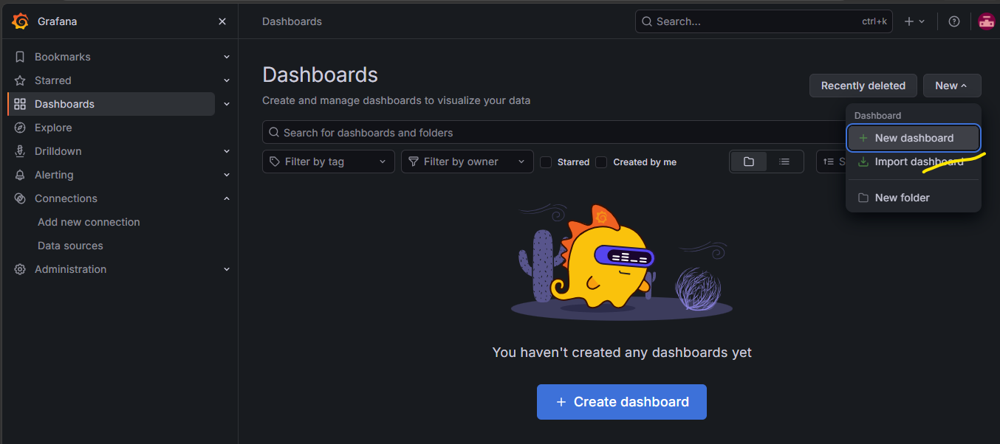 Grafana
Dashboards
Search...
ctrl+k
Bookmarks
Starred
Dashboards
Explore
Drilldown
Alerting
Connections
Add new connection
Data sources
Administration
Dashboards
Create and manage dashboards to visualize your data
Recently deleted
New
Search for dashboards and folders
Filter by tag
Filter by owner
Starred
Created by me
S
Dashboard
New dashboard
Import dashboard
New folder
You haven't created any dashboards yet
Create dashboard